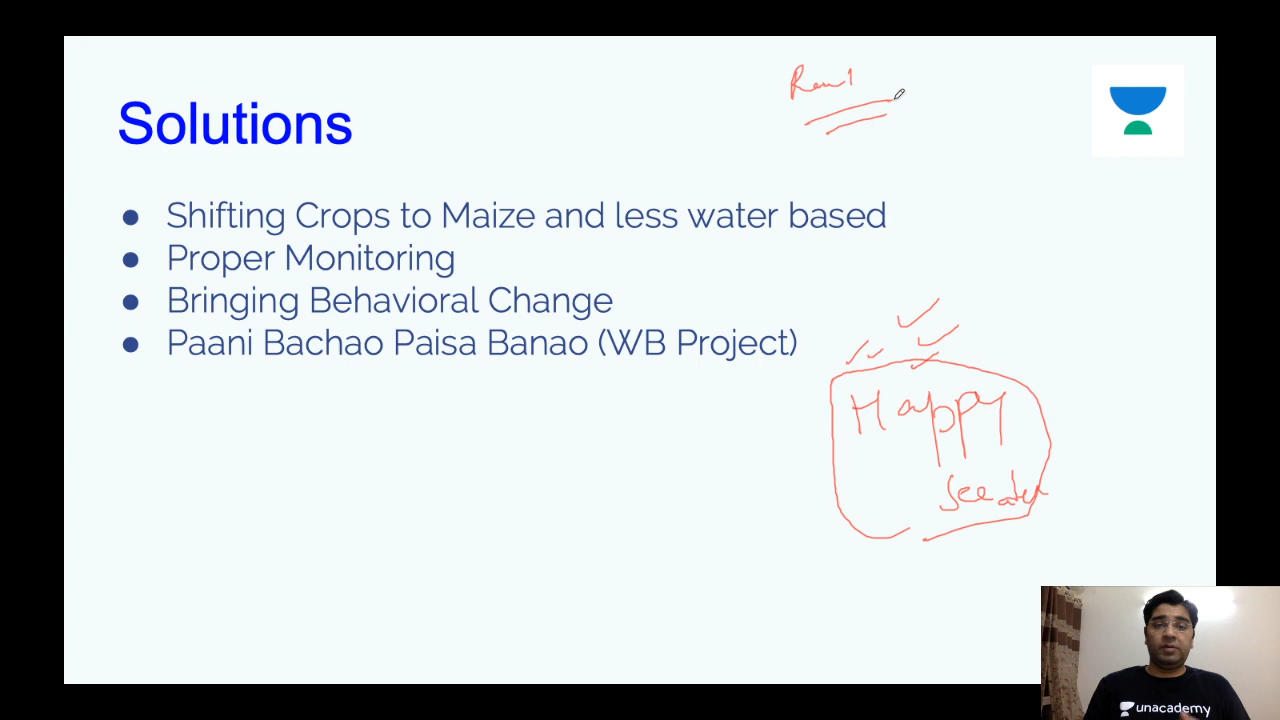 Solutions
● Shifting Crops to Maize and less water based
● Proper Monitoring
● Bringing Behavioral Change
● Paani Bachao Paisa Banao (WB Project)
Happy
Seeder
unacademy